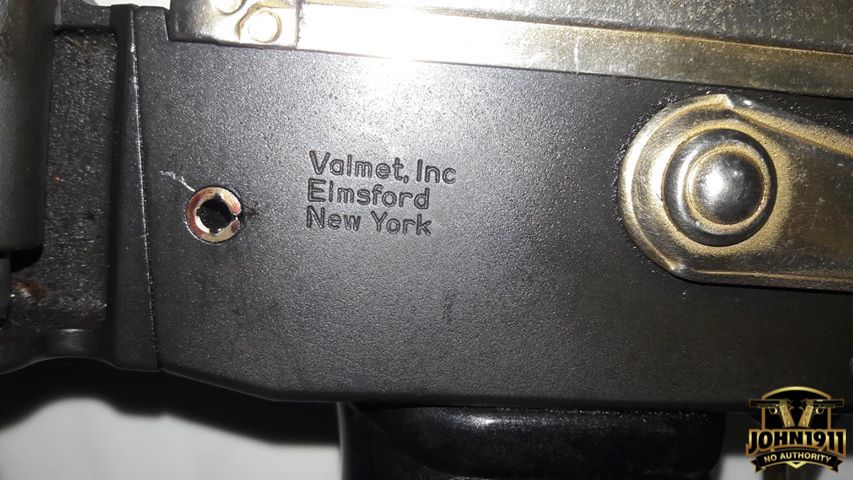 Valmet, Inc
Elmsford
New York
JOHN1911
NO AUTHORITY